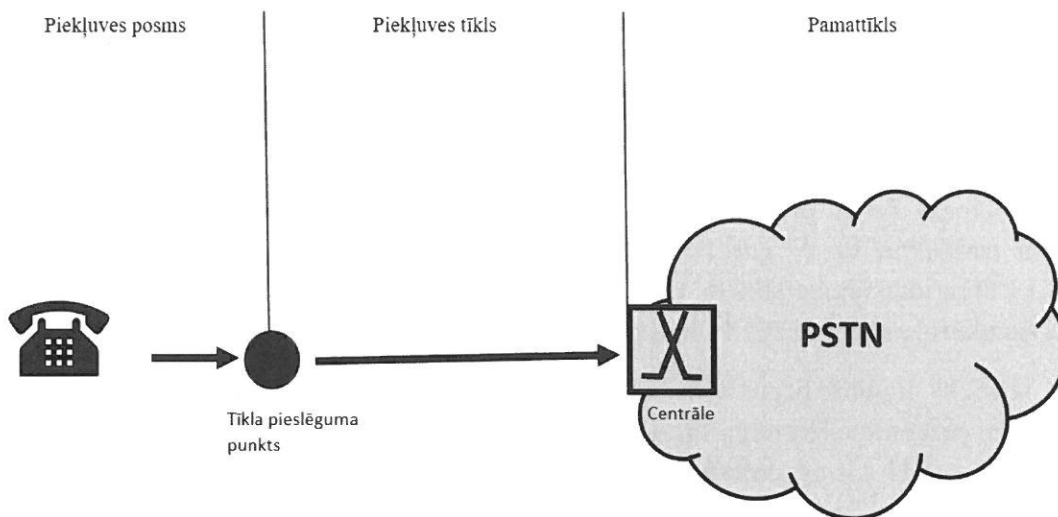 Piekļuves posms
Piekļuves tīkls
Pamattīkls
PSTN
Centrāle
Tīkla pieslēguma
punkts